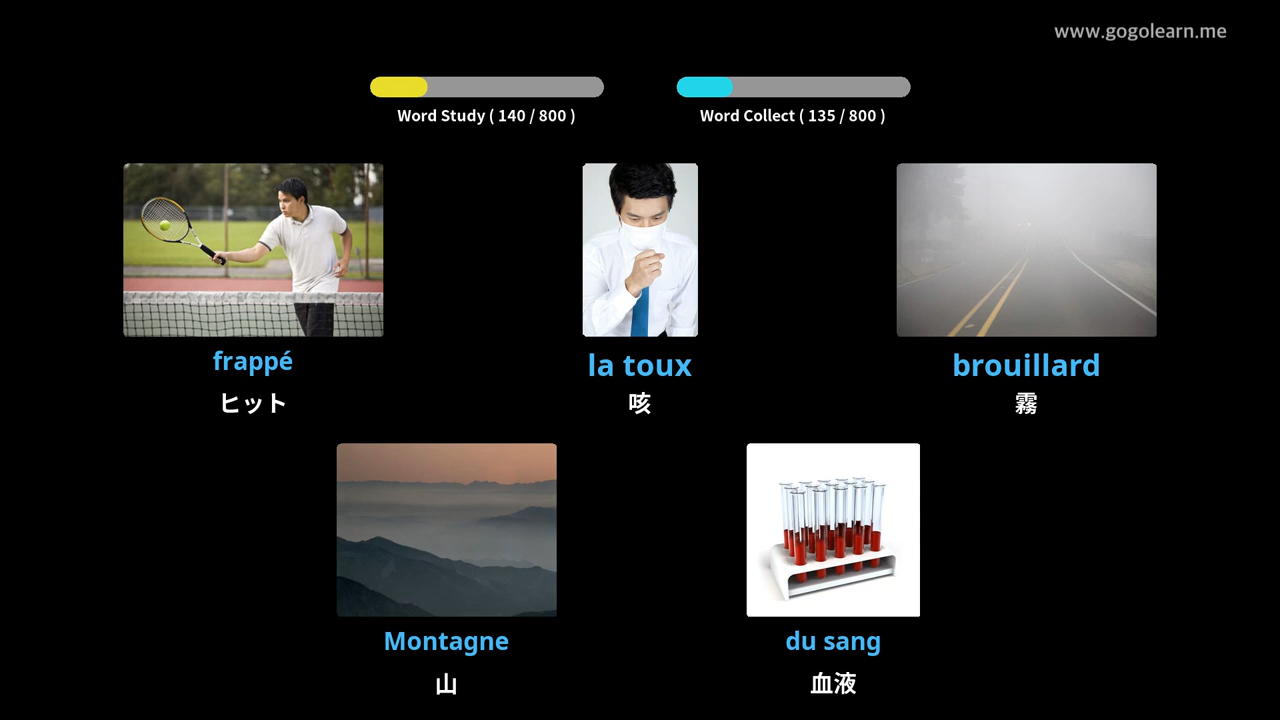 www.gogolearn.me
Word Study ( 140 / 800 )
Word Collect ( 135 / 800 )
frappé
ヒット
la toux
咳
brouillard
霧
Montagne
山
du sang
血液